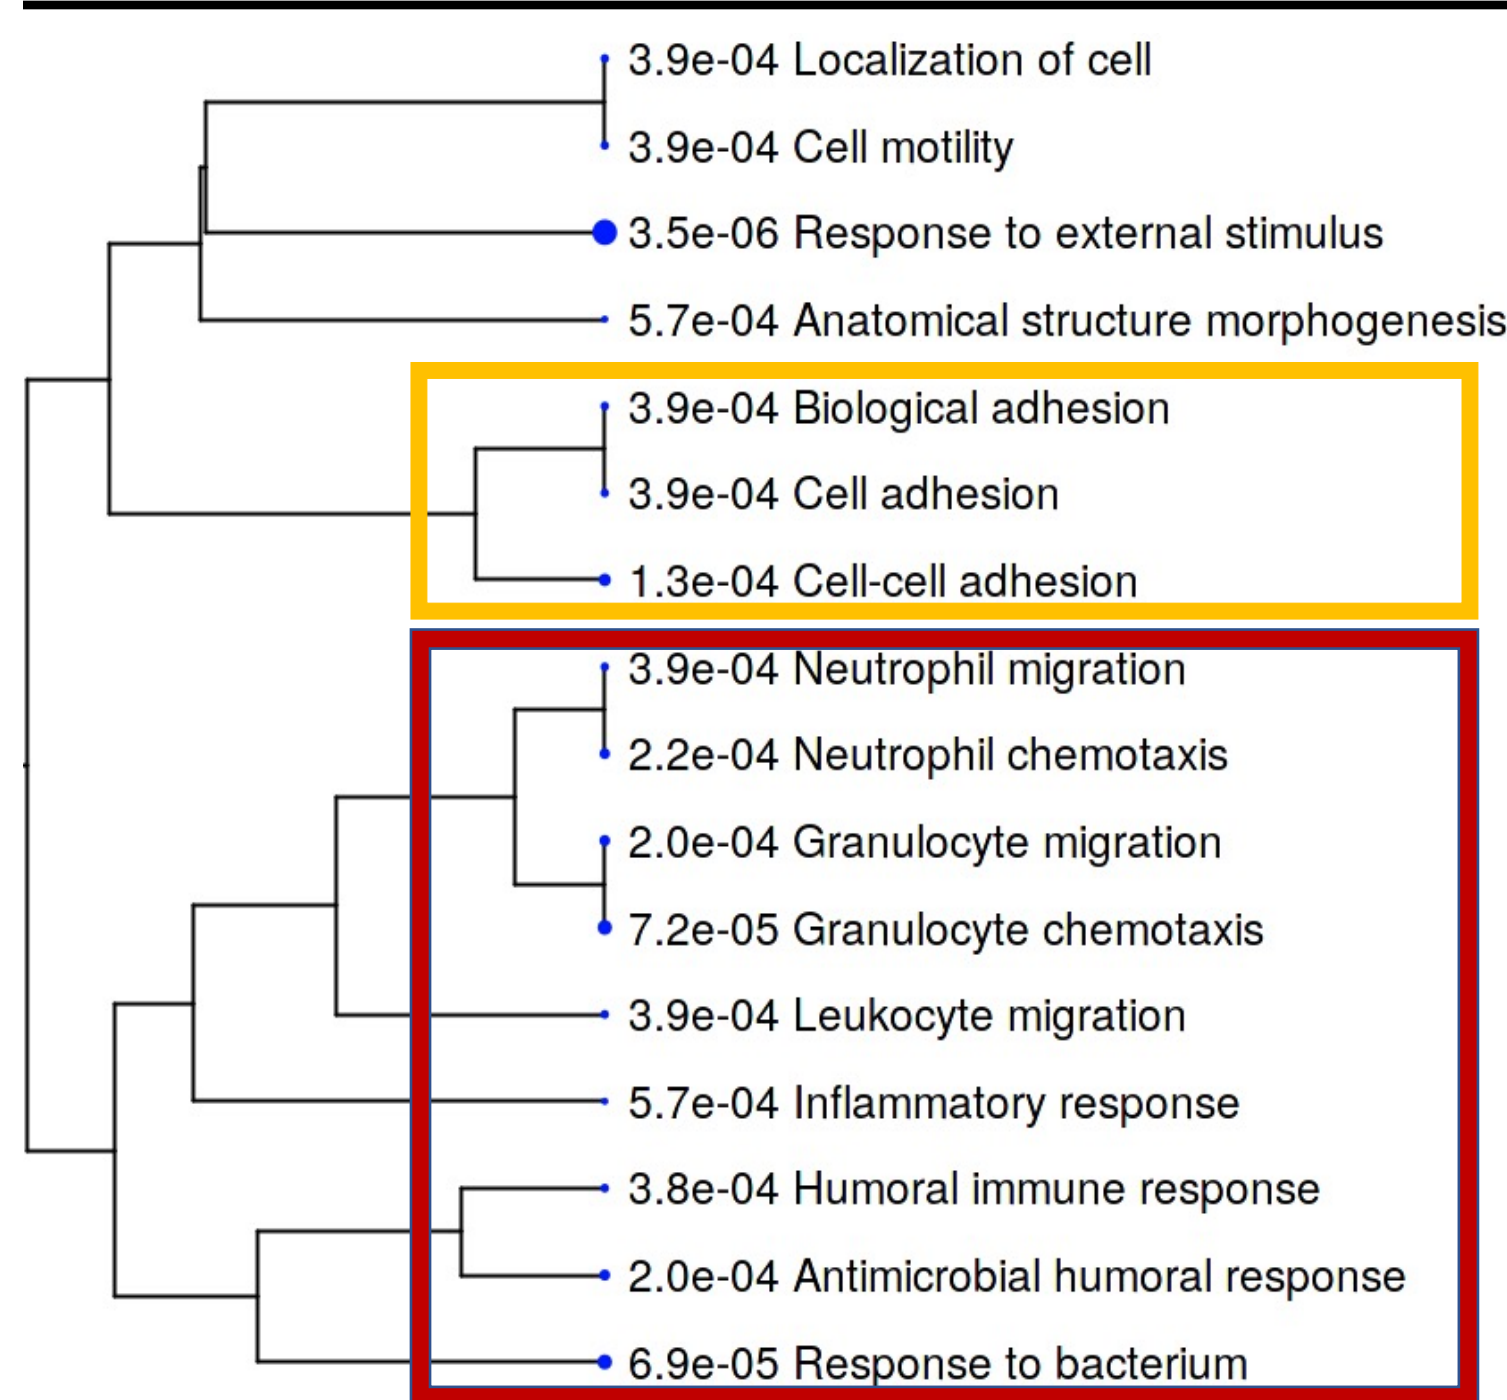 3.9e-04 Localization of cell
3.9e-04 Cell motility
3.5e-06 Response to external stimulus
5.7e-04 Anatomical structure morphogenesis
3.9e-04 Biological adhesion
3.9e-04 Cell adhesion
1.3e-04 Cell-cell adhesion
3.9e-04 Neutrophil migration
2.2e-04 Neutrophil chemotaxis
2.0e-04 Granulocyte migration
7.2e-05 Granulocyte chemotaxis
3.9e-04 Leukocyte migration
5.7e-04 Inflammatory response
3.8e-04 Humoral immune response
2.0e-04 Antimicrobial humoral response
6.9e-05 Response to bacterium